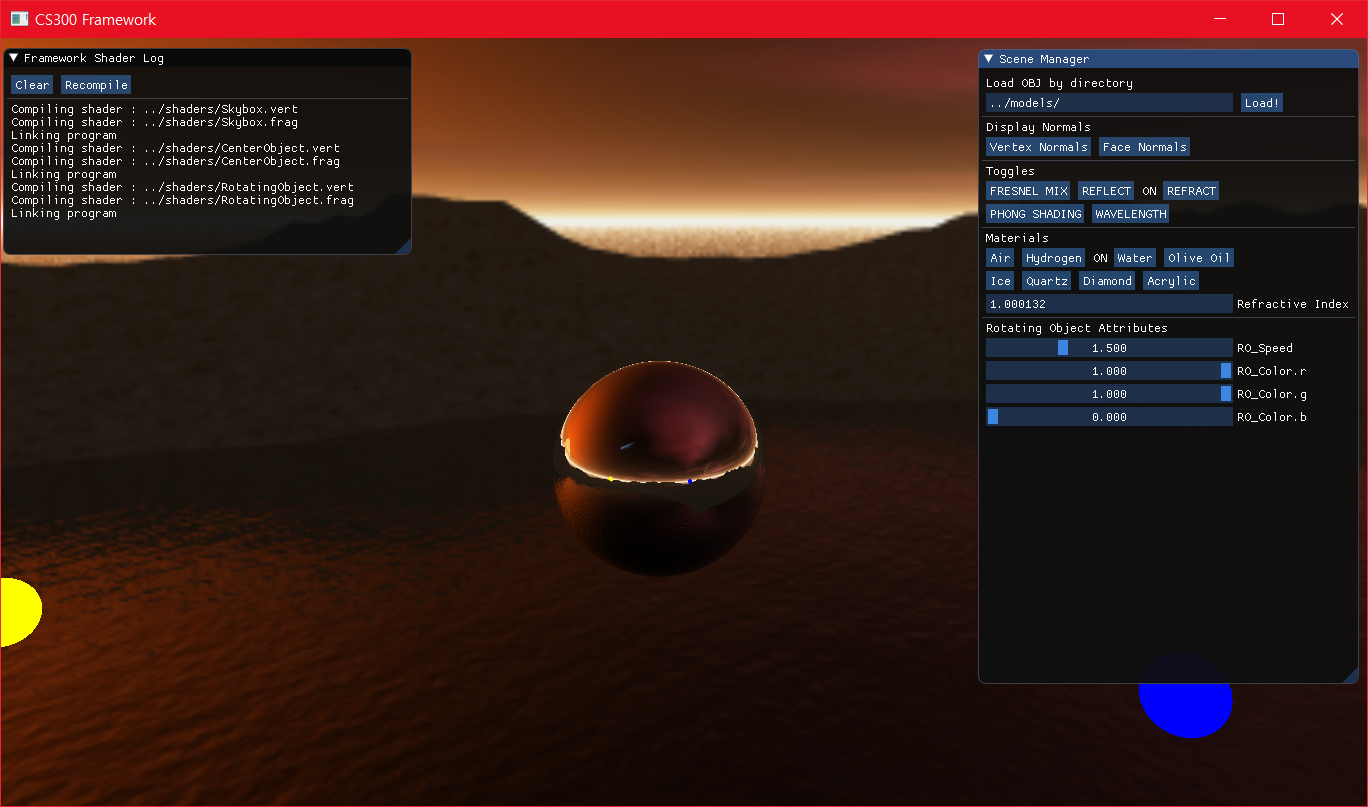 CS300 Framework
Framework Shader Log
Clear Recompile
Compiling shader : ../shaders/Skybox.vert
Compiling shader : ../shaders/Skybox.frag
Linking program
Compiling shader : ../shaders/CenterObject.vert
Compiling shader : ../shaders/CenterObject.frag
Linking program
Compiling shader : ../shaders/RotatingObject.vert
Compiling shader : ../shaders/RotatingObject.frag
Linking program
Scene Manager
Load OBJ by directory
../models/ Load!
Display Normals
Vertex Normals Face Normals
Toggles
FRESNEL MIX REFLECT ON REFRACT
PHONG SHADING WAVELENGTH
Materials
Air Hydrogen ON Water Olive Oil
Ice Quartz Diamond Acrylic
1.000132 Refractive Index
Rotating Object Attributes
1.500 RO_Speed
1.000 RO_Color.r
1.000 RO_Color.g
0.000 RO_Color.b